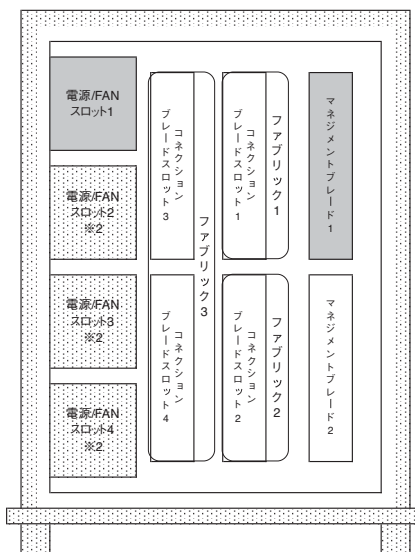 電源/FAN
スロット1
電源/FAN
スロット2
※2
電源/FAN
スロット3
※2
電源/FAN
スロット4
※2
コネクション
ブレードスロット3
ファブリック3
コネクション
ブレードスロット4
コネクション
ブレードスロット1
ファブリック1
コネクション
ブレードスロット2
ファブリック2
マネジメントブレード1
マネジメントブレード2